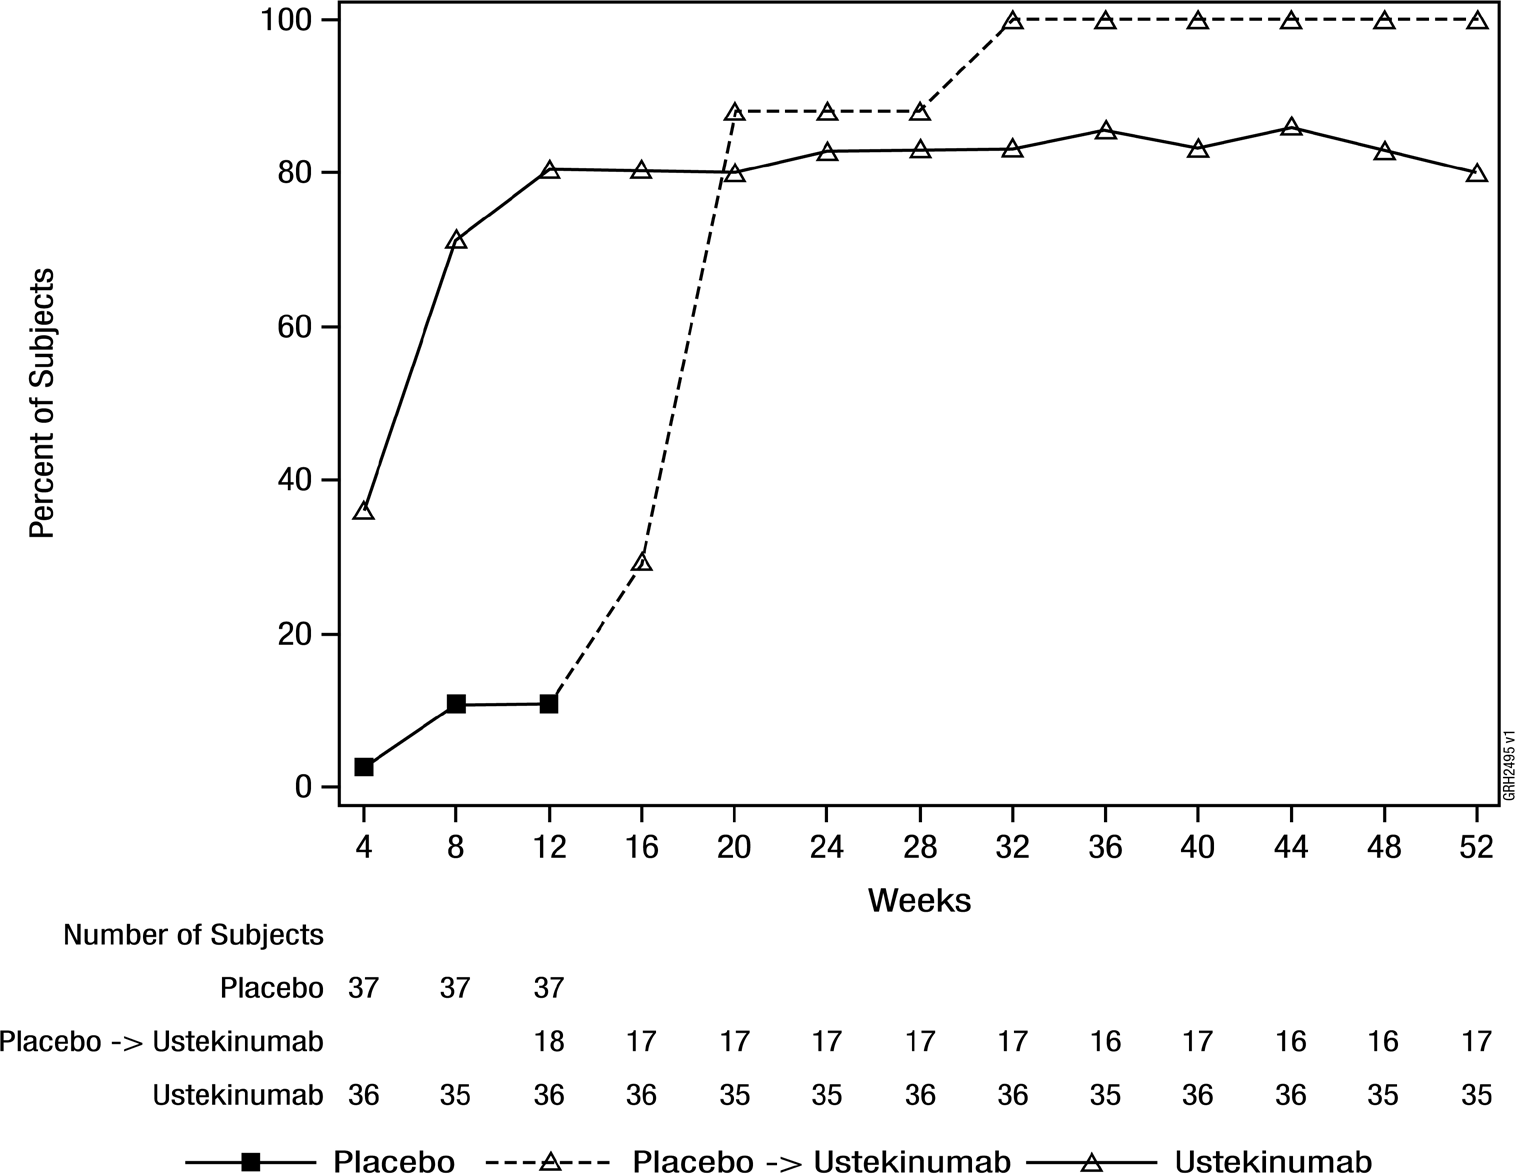 100
80
60
40
20
0
Percent of Subjects
4 8 12 16 20 24 28 32 36 40 44 48 52
Weeks
GRH2495 v1
Number of Subjects
Placebo 37 37 37
Placebo -> Ustekinumab 18 17 17 17 17 17 16 17 16 16 17
Ustekinumab 36 35 36 36 35 35 36 36 35 36 36 35 35
Placebo Placebo -> Ustekinumab Ustekinumab